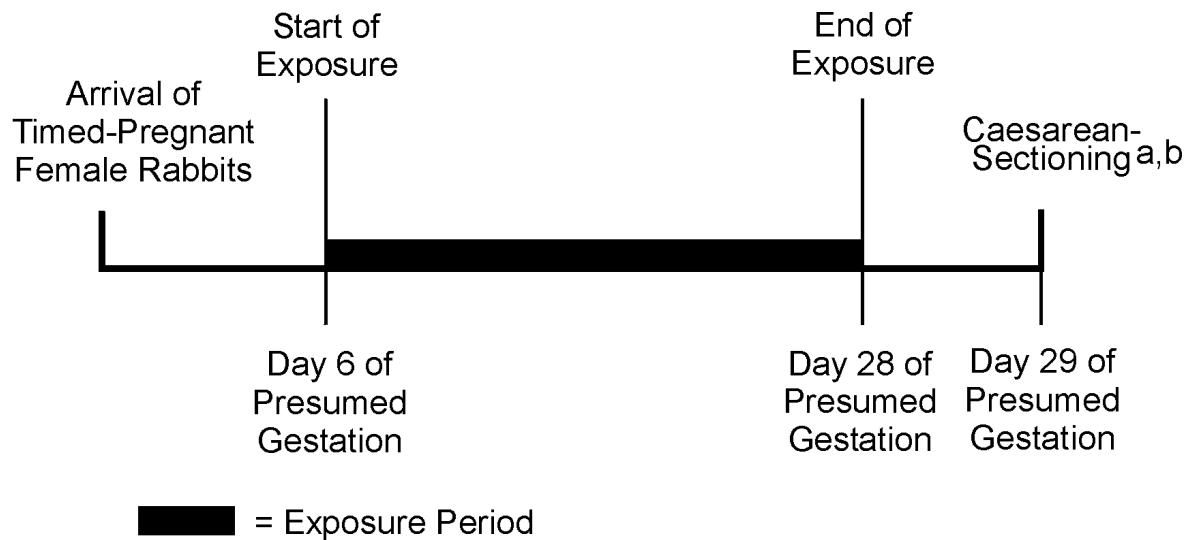 Start of
Exposure
End of
Exposure
Arrival of
Timed-Pregnant
Female Rabbits
Caesarean-
Sectioning a,b
Day 6 of
Presumed
Gestation
Day 28 of
Presumed
Gestation
Day 29 of
Presumed
Gestation
= Exposure Period